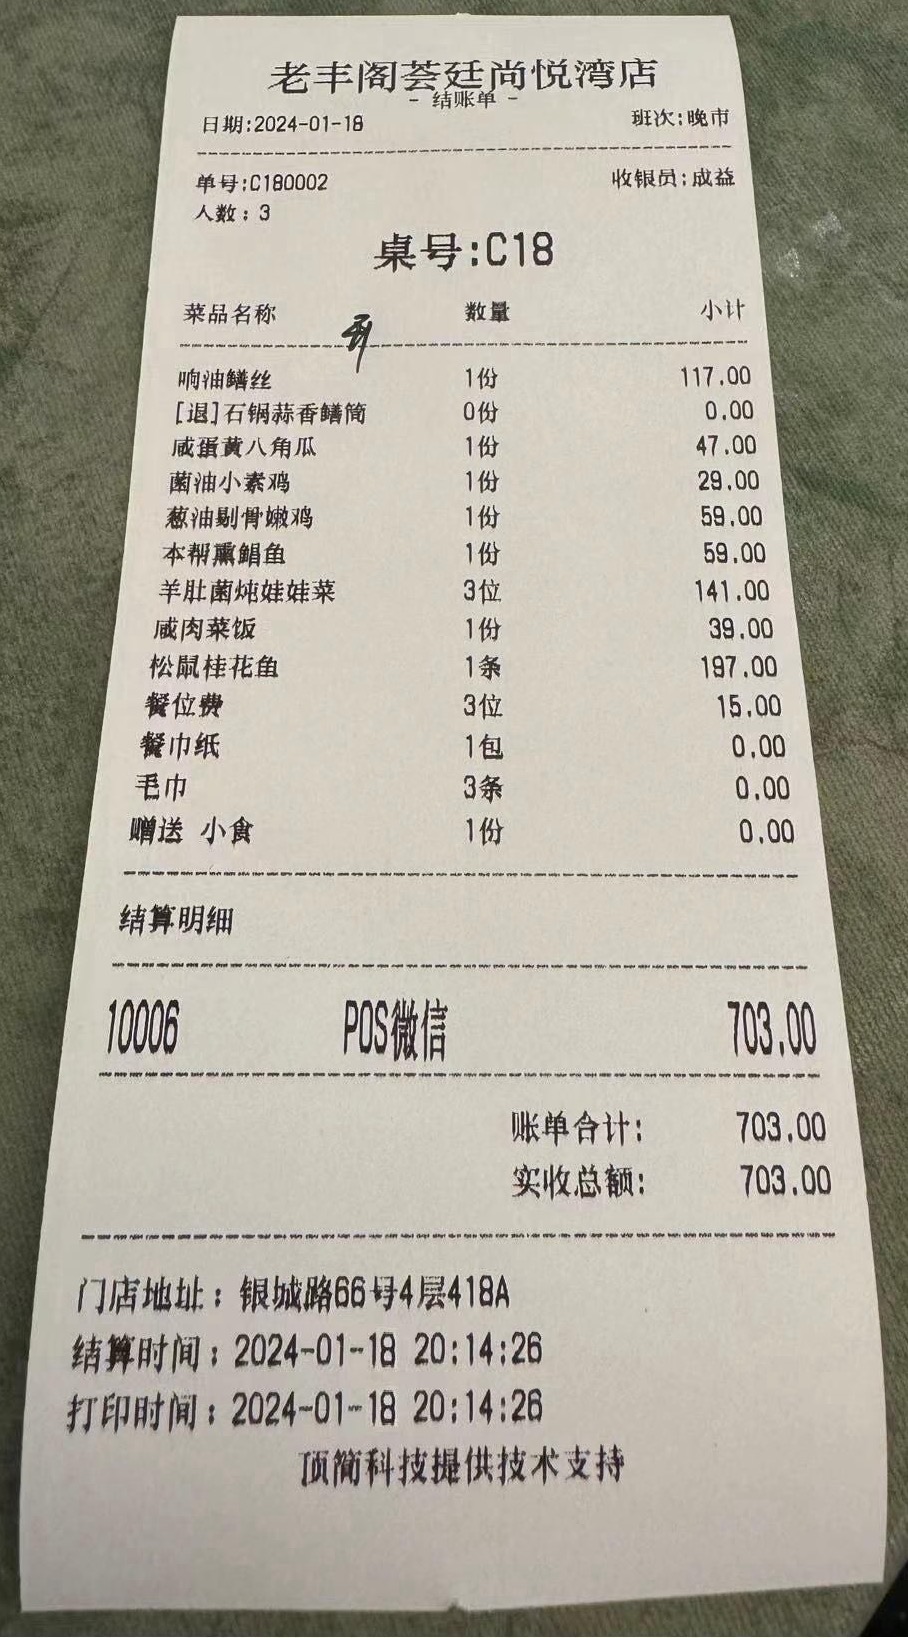 老丰阁荟廷尚悦湾店
- 结账单 -
日期:2024-01-18 班次:晚市
单号:C180002 收银员:成益
人数: 3
桌号:C18
菜品名称 数量 小计
响油鳝丝 1份 117.00
[退]石锅蒜香鳝筒 0份 0.00
咸蛋黄八角瓜 1份 47.00
菌油小素鸡 1份 29.00
葱油剔骨嫩鸡 1份 59.00
本帮熏鲳鱼 1份 59.00
羊肚菌炖娃娃菜 3位 141.00
咸肉菜饭 1份 39.00
松鼠桂花鱼 1条 197.00
餐位费 3位 15.00
餐巾纸 1包 0.00
毛巾 3条 0.00
赠送 小食 1份 0.00
结算明细
10006 POS微信 703.00
账单合计: 703.00
实收总额: 703.00
门店地址: 银城路66号4层418A
结算时间: 2024-01-18 20:14:26
打印时间: 2024-01-18 20:14:26
顶简科技提供技术支持